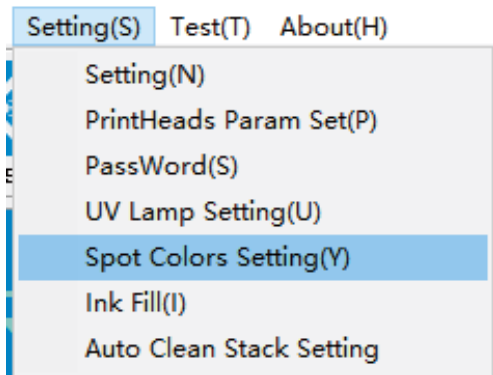 Setting(S) Test(T) About(H)
Setting(N)
PrintHeads Param Set(P)
PassWord(S)
UV Lamp Setting(U)
Spot Colors Setting(Y)
Ink Fill(I)
Auto Clean Stack Setting